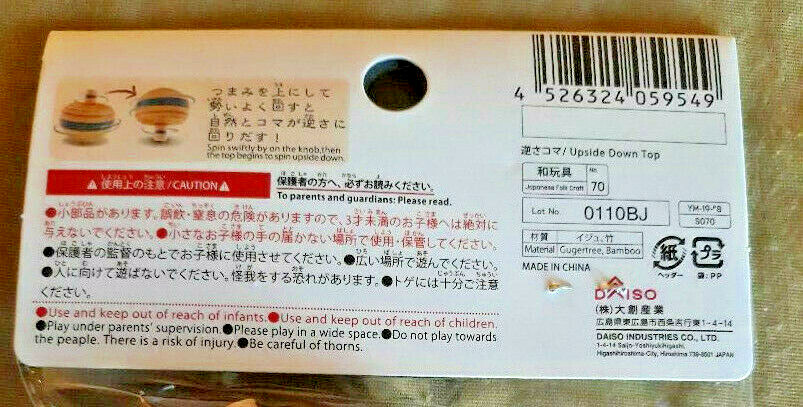 つまみを上にして
勢いよく回すと
自然とコマが逆さに
回りだす!
Spin swiftly by on the knob,then
the top begins to spin upside down.
使用上の注意/CAUTION
保護者の方へ、必ずお読みください。
To parents and guardians: Please read.
●小部品があります。誤飲・窒息の危険がありますので、3才未満のお子様へは絶対に
与えないでください。●小さなお子様の手の届かない場所で使用・保管してください。
●保護者の監督のもとでお子様に使用させてください。●広い場所で遊んでください。
●人に向けて遊ばないでください。怪我をする恐れがあります。●トゲには十分ご注意
ください。
●Use and keep out of reach of infants.●Use and keep out of reach of children.
●Play under parents' supervision.●Please play in a wide space.●Do not play towards
the peaple. There is a risk of injury.●Be careful of thorns.
4 526324 059549
逆さコマ/Upside Down Top
和玩具
Japanese Folk Craft
No.
70
Lot No.
0110BJ
S070
材質
イジュ、竹
Material
Gugertree, Bamboo
MADE IN CHINA
紙
ヘッダー
プラ
袋:PP
DAISO
(株)大創産業
広島県東広島市西条吉行東1-4-14
DAISO INDUSTRIES CO., LTD.
1-4-14 Saijo-Yoshiyukihigashi,
Higashihiroshima-City, Hiroshima 739-8501 JAPAN